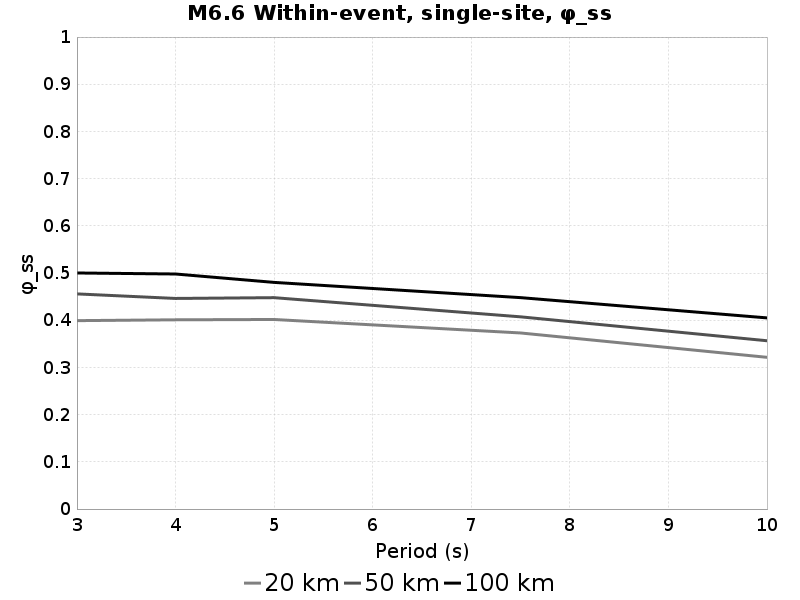 M6.6 Within-event, single-site, φ_ss
1
0.9
0.8
0.7
0.6
0.5
0.4
0.3
0.2
0.1
0
φ_ss
3 4 5 6 7 8 9 10
Period (s)
20 km 50 km 100 km